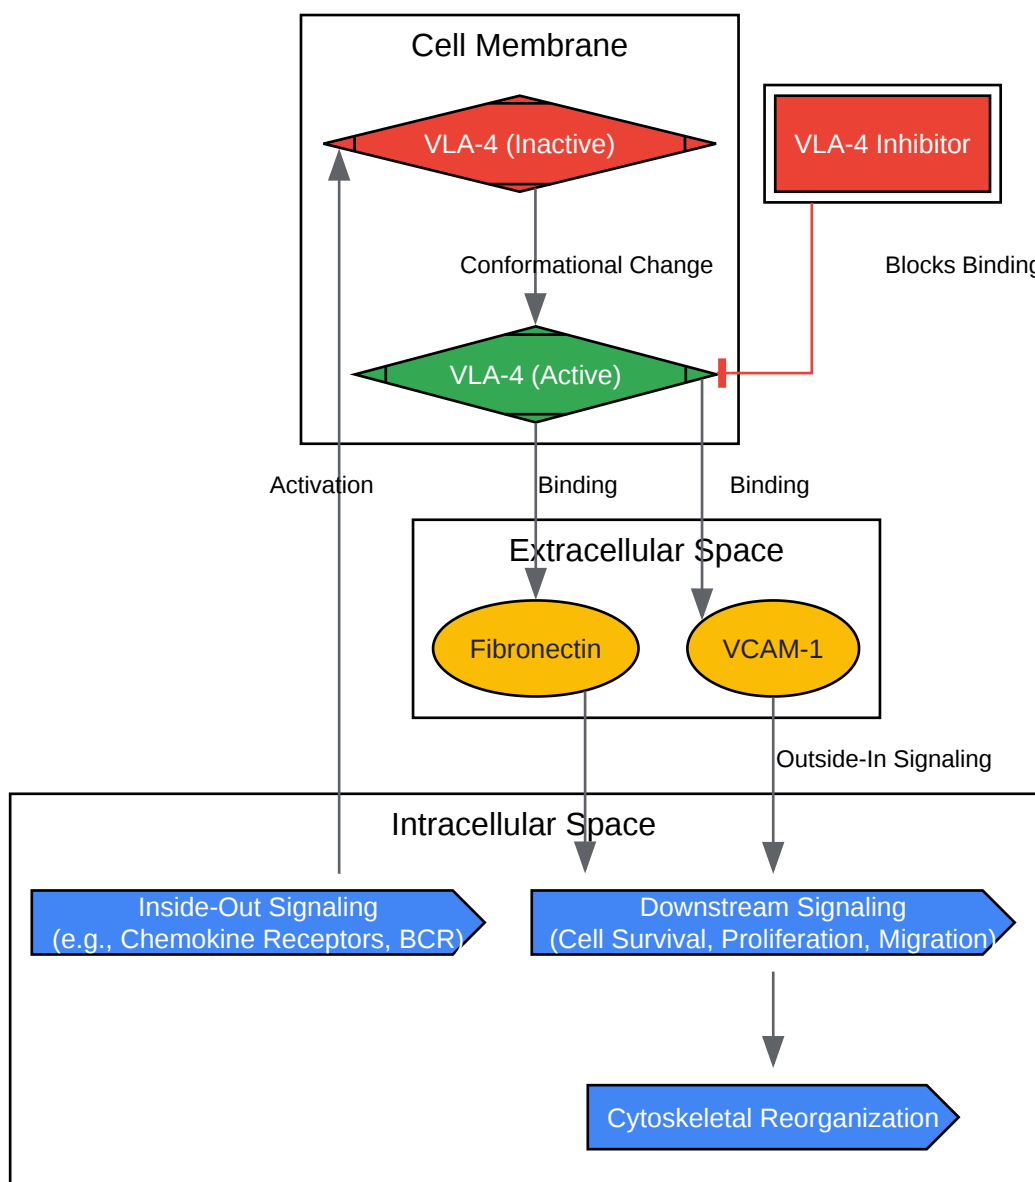 Cell Membrane
VLA-4 (Inactive)
VLA-4 Inhibitor
Conformational Change
Blocks Binding
VLA-4 (Active)
Activation
Binding
Binding
Extracellular Space
Fibronectin
VCAM-1
Outside-In Signaling
Intracellular Space
Inside-Out Signaling
(e.g., Chemokine Receptors, BCR)
Downstream Signaling
(Cell Survival, Proliferation, Migration)
Cytoskeletal Reorganization